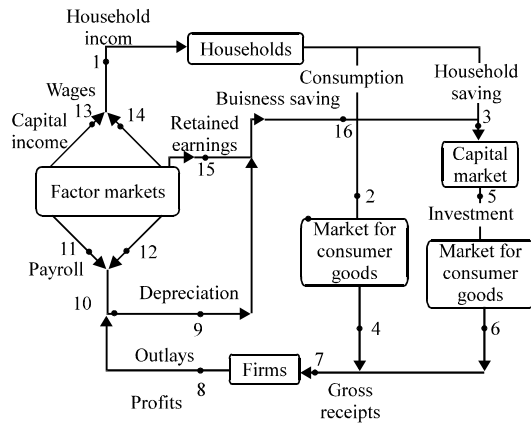 Household
incom
1
Households
Consumption
Household
saving
Wages
13
14
Buisness saving
Capital
income
Retained
earnings
16
3
15
Capital
market
Factor markets
2
5
Investment
Market for
consumer
goods
Market for
consumer
goods
11
12
Payroll
10
Depreciation
9
4
6
Outlays
Firms
7
8
Profits
Gross
receipts